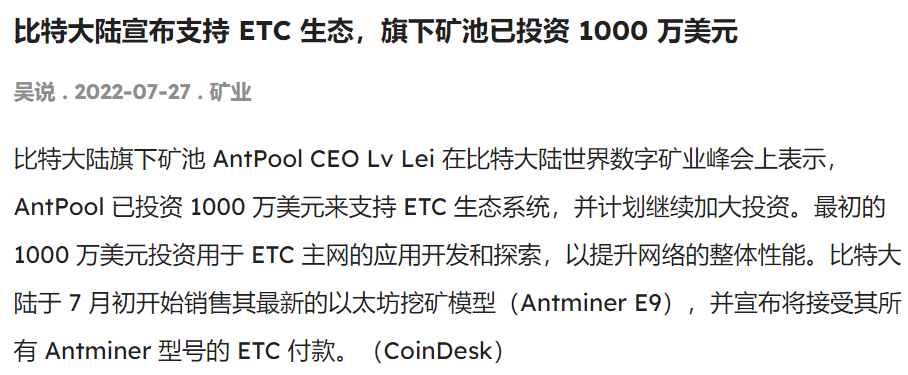 比特大陆宣布支持 ETC 生态，旗下矿池已投资 1000 万美元
吴说 . 2022-07-27 . 矿业
比特大陆旗下矿池 AntPool CEO Lv Lei 在比特大陆世界数字矿业峰会上表示，
AntPool 已投资 1000 万美元来支持 ETC 生态系统，并计划继续加大投资。最初的
1000 万美元投资用于 ETC 主网的应用开发和探索，以提升网络的整体性能。比特大
陆于 7 月初开始销售其最新的以太坊挖矿模型（Antminer E9），并宣布将接受其所
有 Antminer 型号的 ETC 付款。（CoinDesk）